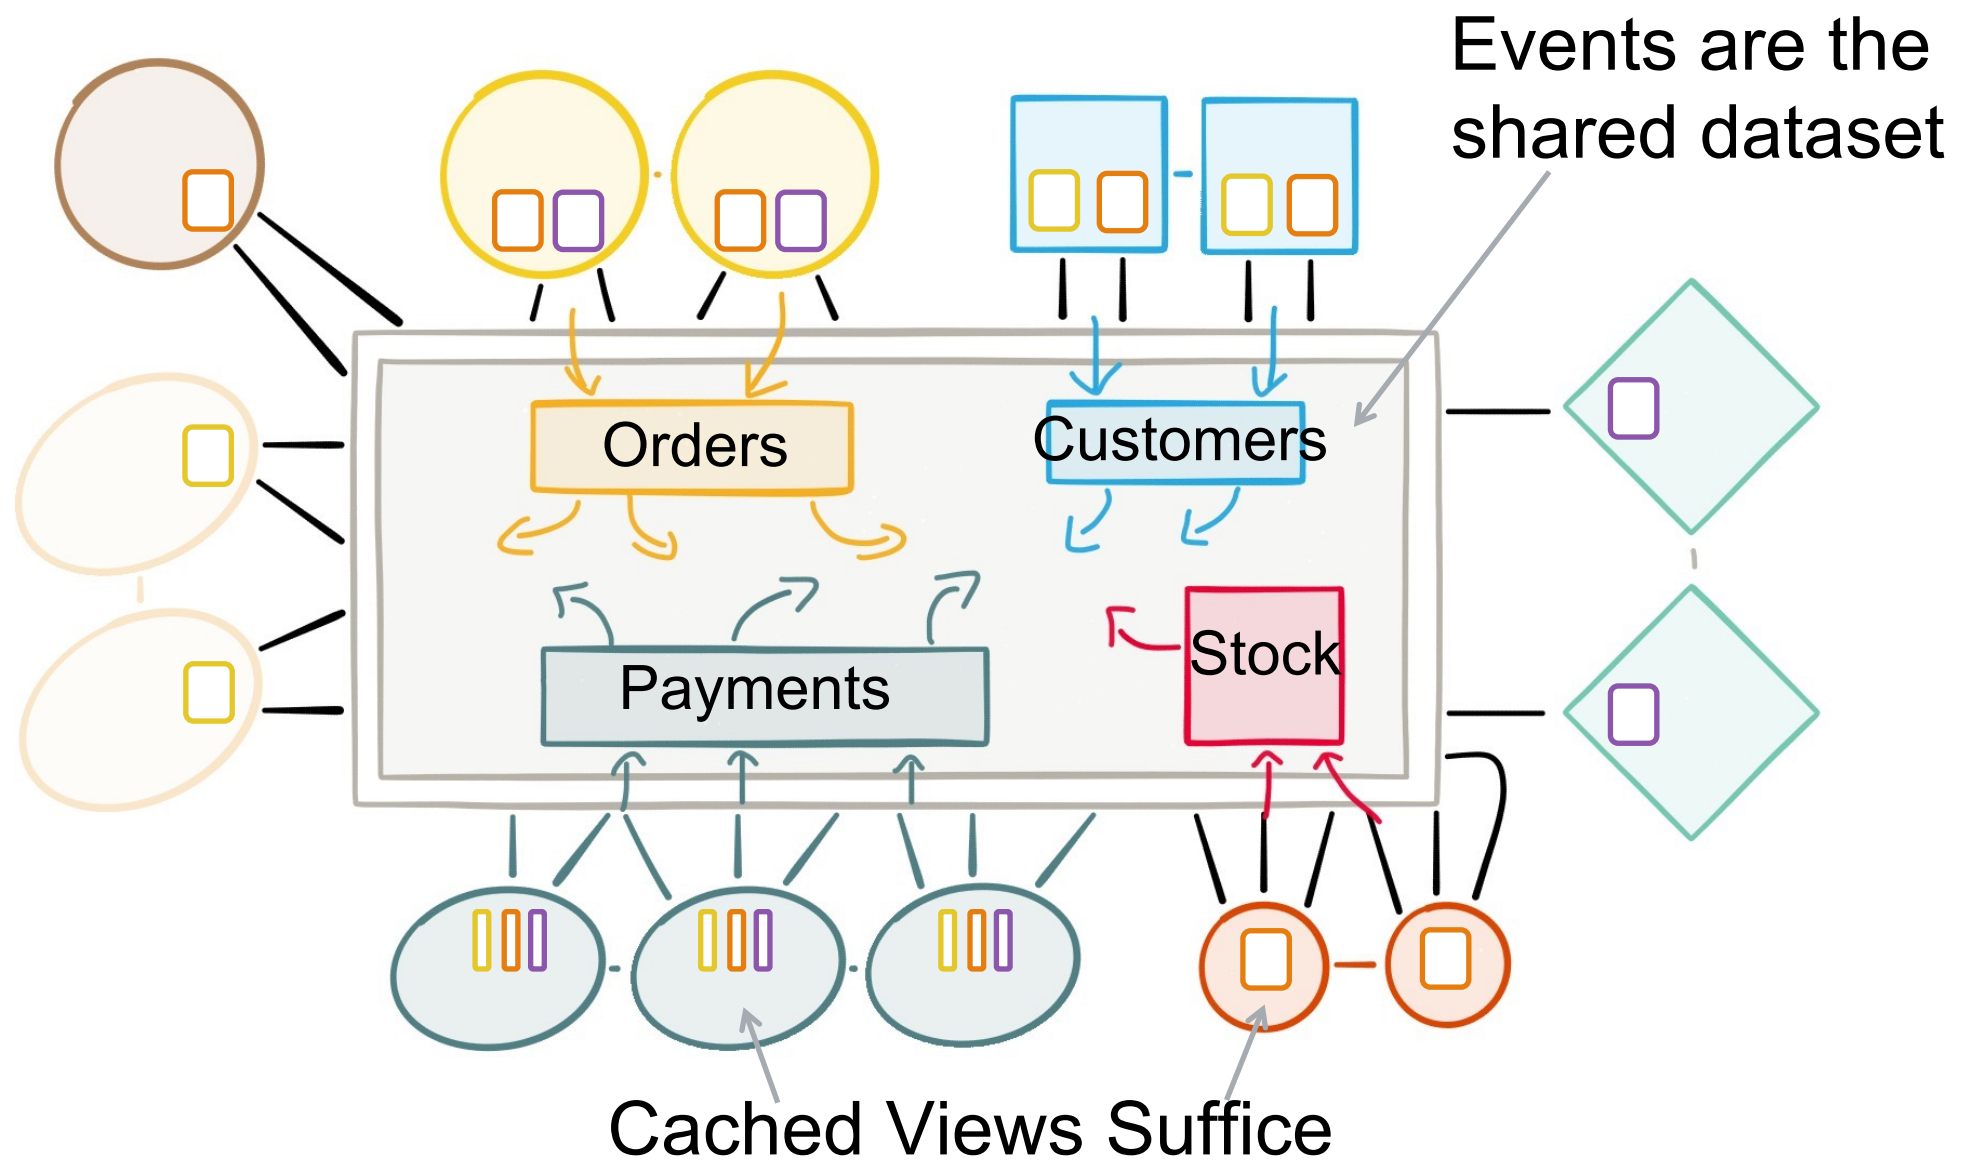 Events are the
shared dataset
Orders
Customers
Payments
Stock
Cached Views Suffice